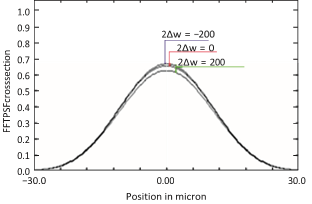 1.0
0.9
0.8
0.7
0.6
0.5
0.4
0.3
0.2
0.1
0.0
FFTPSFcrosssection
2Δw = −200
2Δw = 0
2Δw = 200
−30.0
0.00
30.0
Position in micron